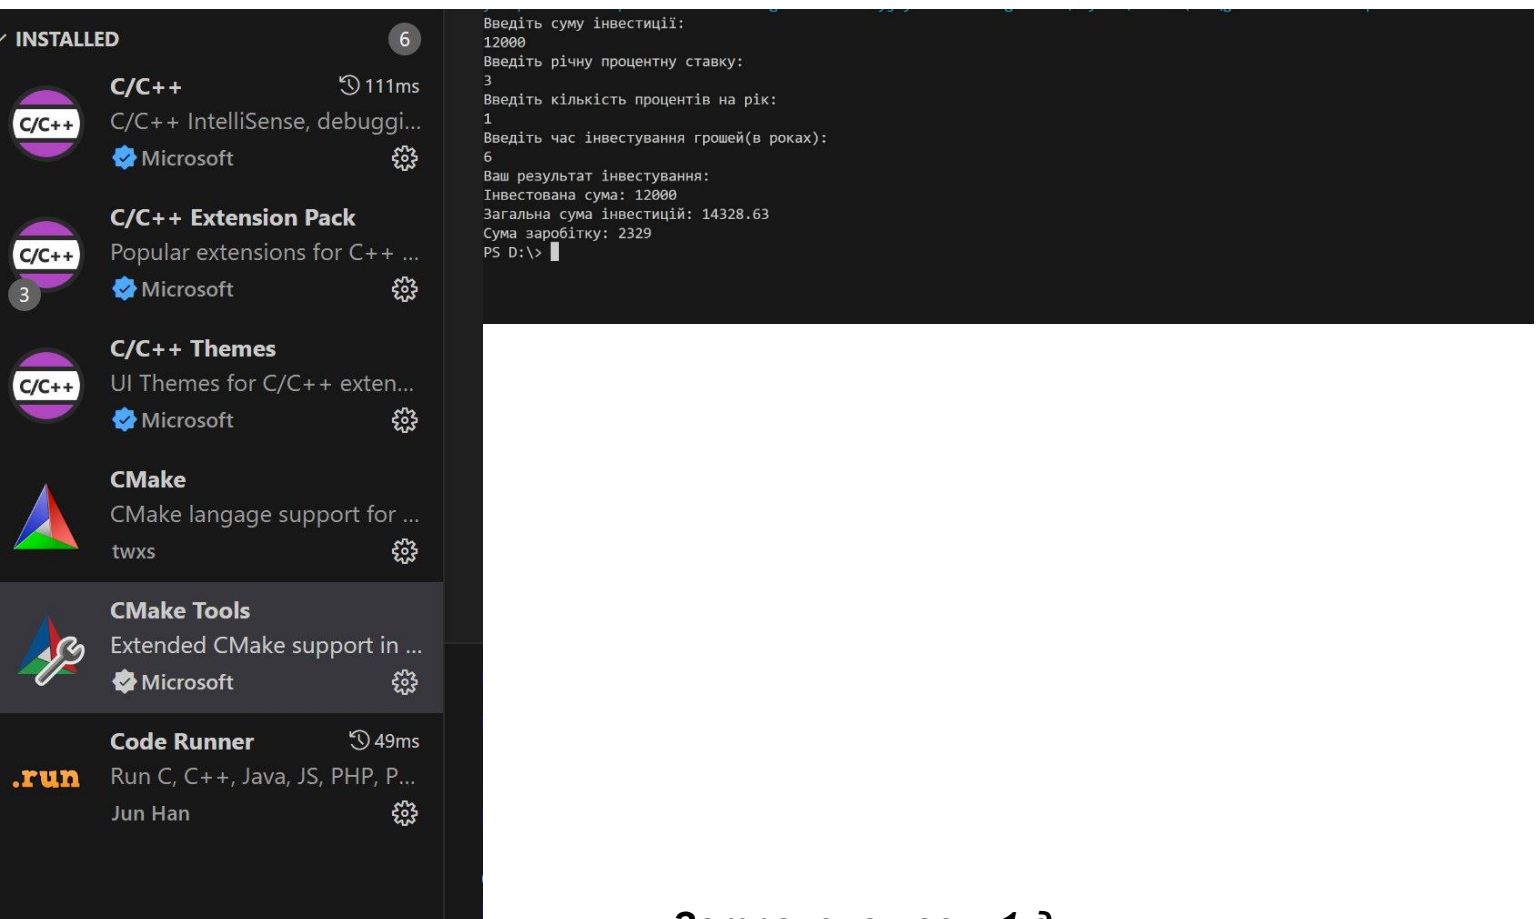 INSTALLED 6
C/C++ 111ms
C/C++ IntelliSense, debuggi...
Microsoft
C/C++
C/C++ Extension Pack
Popular extensions for C++ ...
Microsoft
C/C++
3
C/C++ Themes
UI Themes for C/C++ exten...
Microsoft
C/C++
CMake
CMake langage support for ...
twxs
CMake Tools
Extended CMake support in ...
Microsoft
Code Runner 49ms
Run C, C++, Java, JS, PHP, P...
Jun Han
.run
Введіть суму інвестиції:
12000
Введіть річну процентну ставку:
3
Введіть кількість процентів на рік:
1
Введіть час інвестування грошей(в роках):
6
Ваш результат інвестування:
Інвестована сума: 12000
Загальна сума інвестицій: 14328.63
Сума заробітку: 2329
PS D:\>